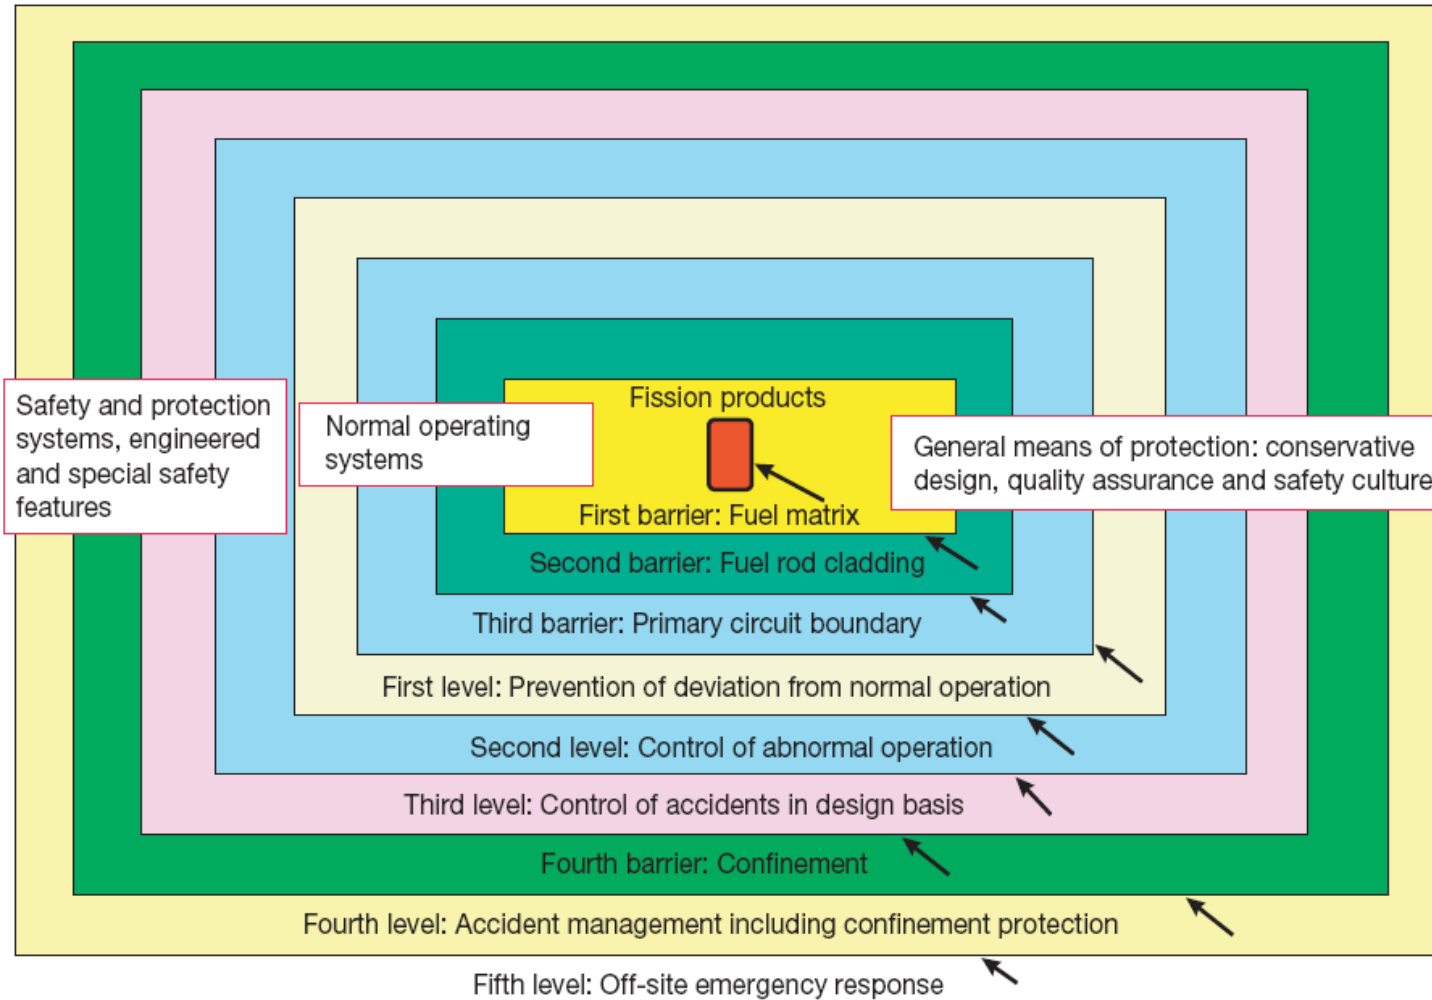 Fission products
First barrier: Fuel matrix
Second barrier: Fuel rod cladding
Third barrier: Primary circuit boundary
First level: Prevention of deviation from normal operation
Second level: Control of abnormal operation
Third level: Control of accidents in design basis
Fourth barrier: Confinement
Fourth level: Accident management including confinement protection
Fifth level: Off-site emergency response
Safety and protection
systems, engineered
and special safety
features
Normal operating
systems
General means of protection: conservative
design, quality assurance and safety culture